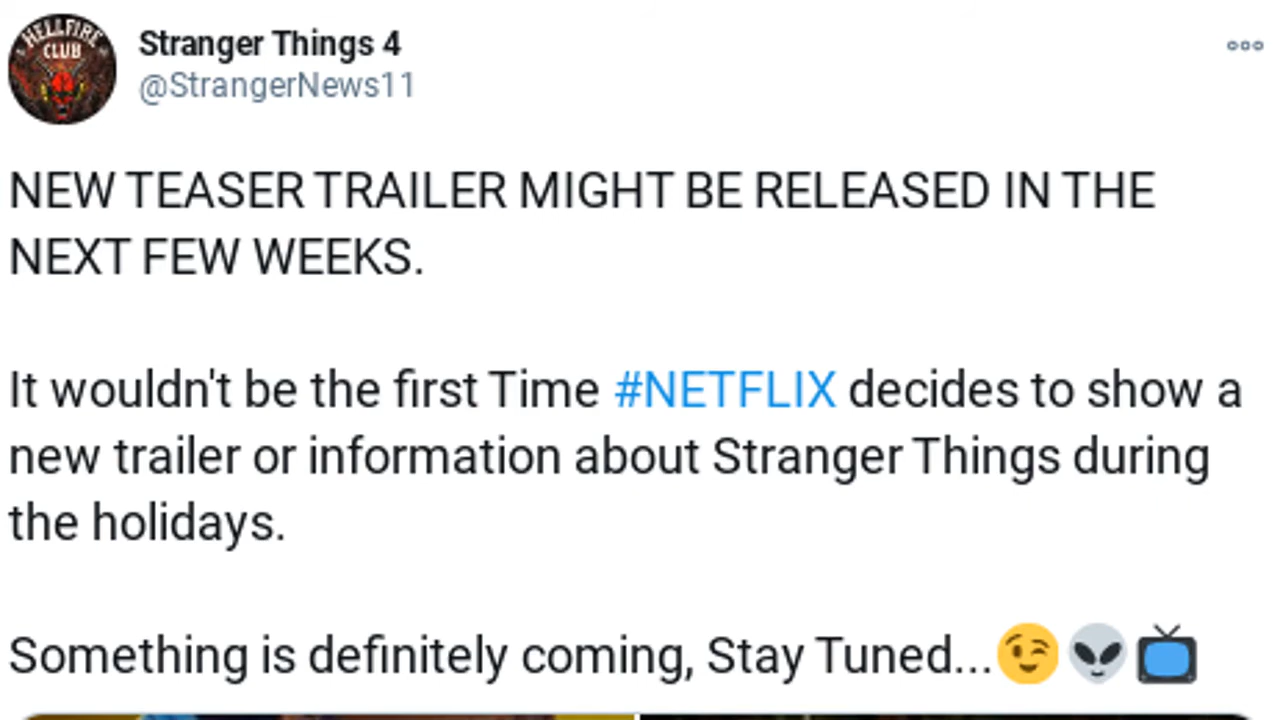 HELLFIRE
CLUB
Stranger Things 4
@StrangerNews11
NEW TEASER TRAILER MIGHT BE RELEASED IN THE
NEXT FEW WEEKS.
It wouldn't be the first Time #NETFLIX decides to show a
new trailer or information about Stranger Things during
the holidays.
Something is definitely coming, Stay Tuned...😉👽📺